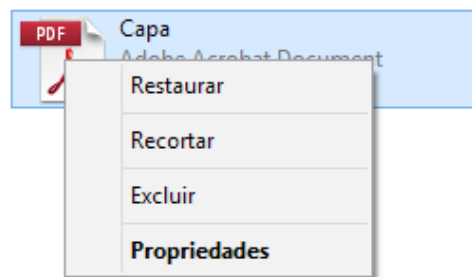 PDF
Capa
Adobe Acrobat Document
Restaurar
Recortar
Excluir
Propriedades